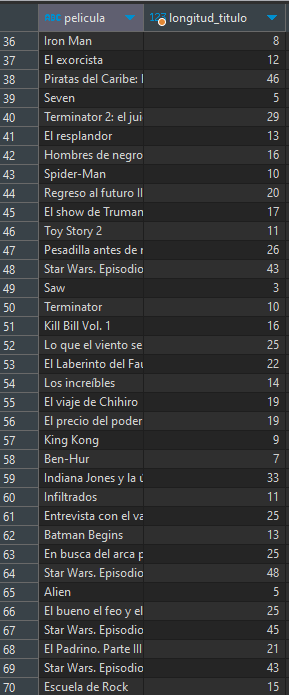 ABC pelicula 123 longitud_titulo
36 Iron Man 8
37 El exorcista 12
38 Piratas del Caribe: 46
39 Seven 5
40 Terminator 2: el jui 29
41 El resplandor 13
42 Hombres de negro 16
43 Spider-Man 10
44 Regreso al futuro II 20
45 El show de Truman 17
46 Toy Story 2 11
47 Pesadilla antes de 26
48 Star Wars. Episodio 43
49 Saw 3
50 Terminator 10
51 Kill Bill Vol. 1 16
52 Lo que el viento se 25
53 El Laberinto del Fau 22
54 Los increíbles 14
55 El viaje de Chihiro 19
56 El precio del poder 19
57 King Kong 9
58 Ben-Hur 7
59 Indiana Jones y la 33
60 Infiltrados 11
61 Entrevista con el va 25
62 Batman Begins 13
63 En busca del arca p 25
64 Star Wars. Episodio 48
65 Alien 5
66 El bueno el feo y el 25
67 Star Wars. Episodio 45
68 El Padrino. Parte III 21
69 Star Wars. Episodio 43
70 Escuela de Rock 15